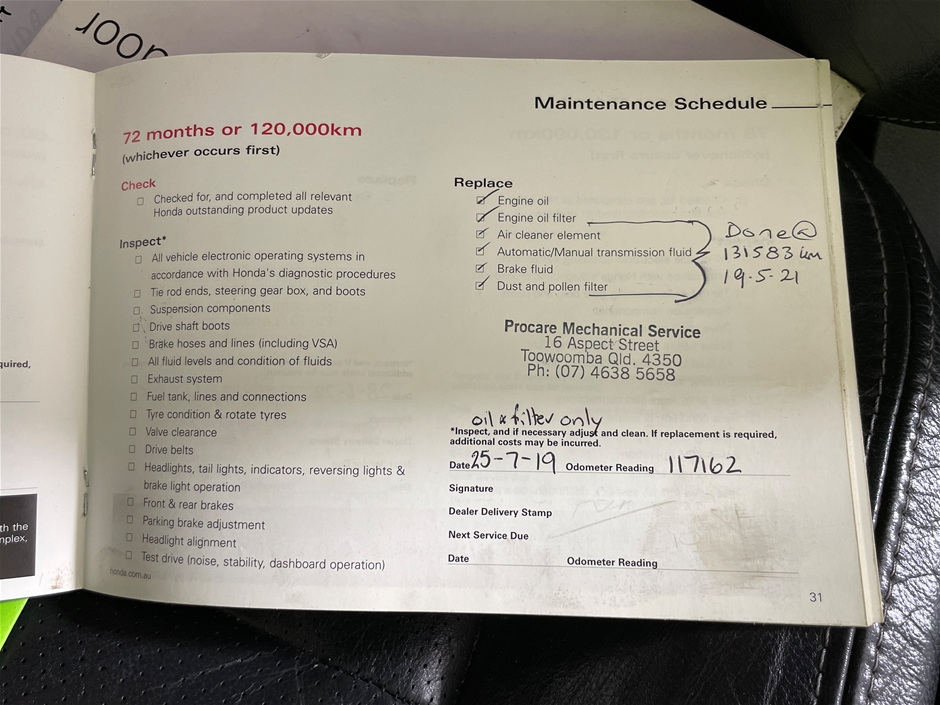 Maintenance Schedule
72 months or 120,000km
(whichever occurs first)
Check
Checked for, and completed all relevant
Honda outstanding product updates
Inspect*
All vehicle electronic operating systems in
accordance with Honda's diagnostic procedures
Tie rod ends, steering gear box, and boots
Suspension components
Drive shaft boots
Brake hoses and lines (including VSA)
All fluid levels and condition of fluids
Exhaust system
Fuel tank, lines and connections
Tyre condition & rotate tyres
Valve clearance
Drive belts
Headlights, tail lights, indicators, reversing lights &
brake light operation
Front & rear brakes
Parking brake adjustment
Headlight alignment
Test drive (noise, stability, dashboard operation)
honda.com.au
Replace
Engine oil
Engine oil filter
Air cleaner element
Automatic/Manual transmission fluid
Brake fluid
Dust and pollen filter
Done @
131583 km
19-5-21
Procare Mechanical Service
16 Aspect Street
Toowoomba Qld. 4350
Ph: (07) 4638 5658
oil & filter only
*Inspect, and if necessary adjust and clean. If replacement is required,
additional costs may be incurred.
Date 25-7-19 Odometer Reading 117162
Signature
Dealer Delivery Stamp
Next Service Due
Date Odometer Reading
31
quired,
th the
mplex,